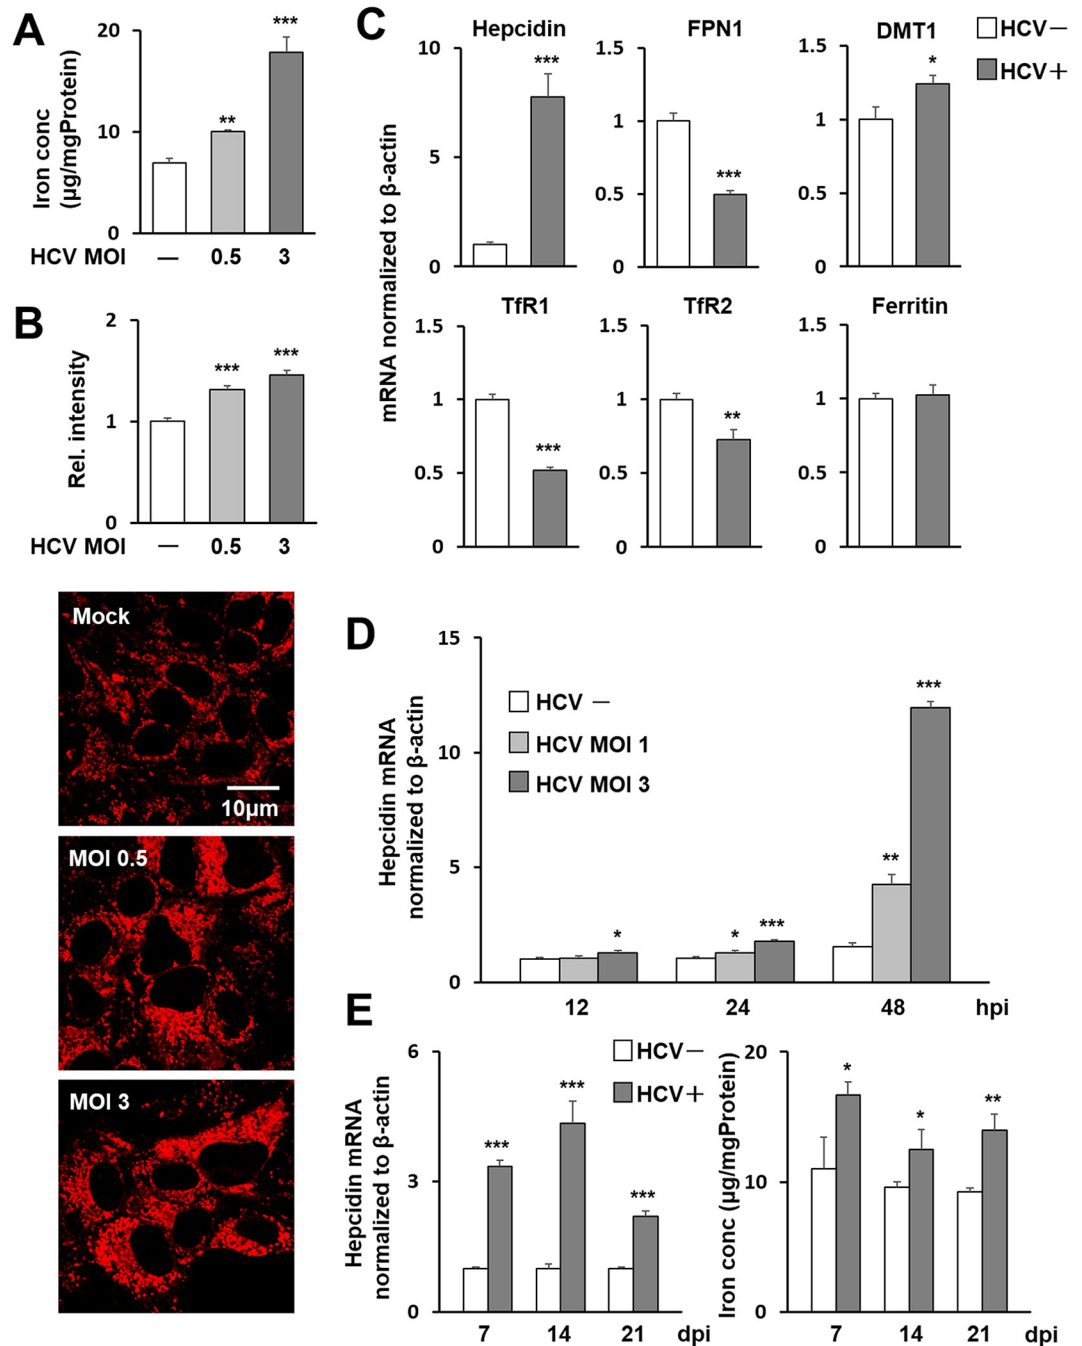 A
Iron conc
(μg/mgProtein)
20
10
0
**
***
HCV MOI — 0.5 3
B
Rel. intensity
2
1
0
***
***
HCV MOI — 0.5 3
Mock
10μm
MOI 0.5
MOI 3
C
mRNA normalized to β-actin
HCV—
HCV+
Hepcidin
10
5
0
***
FPN1
1.5
1
0.5
0
***
DMT1
1.5
1
0.5
0
*
TfR1
1.5
1
0.5
0
***
TfR2
1.5
1
0.5
0
**
Ferritin
1.5
1
0.5
0
D
Hepcidin mRNA
normalized to β-actin
15
10
5
0
HCV —
HCV MOI 1
HCV MOI 3
*
*
***
**
***
12 24 48 hpi
E
Hepcidin mRNA
normalized to β-actin
6
3
0
HCV—
HCV+
***
***
***
7 14 21 dpi
Iron conc (μg/mgProtein)
20
10
0
*
*
**
7 14 21 dpi